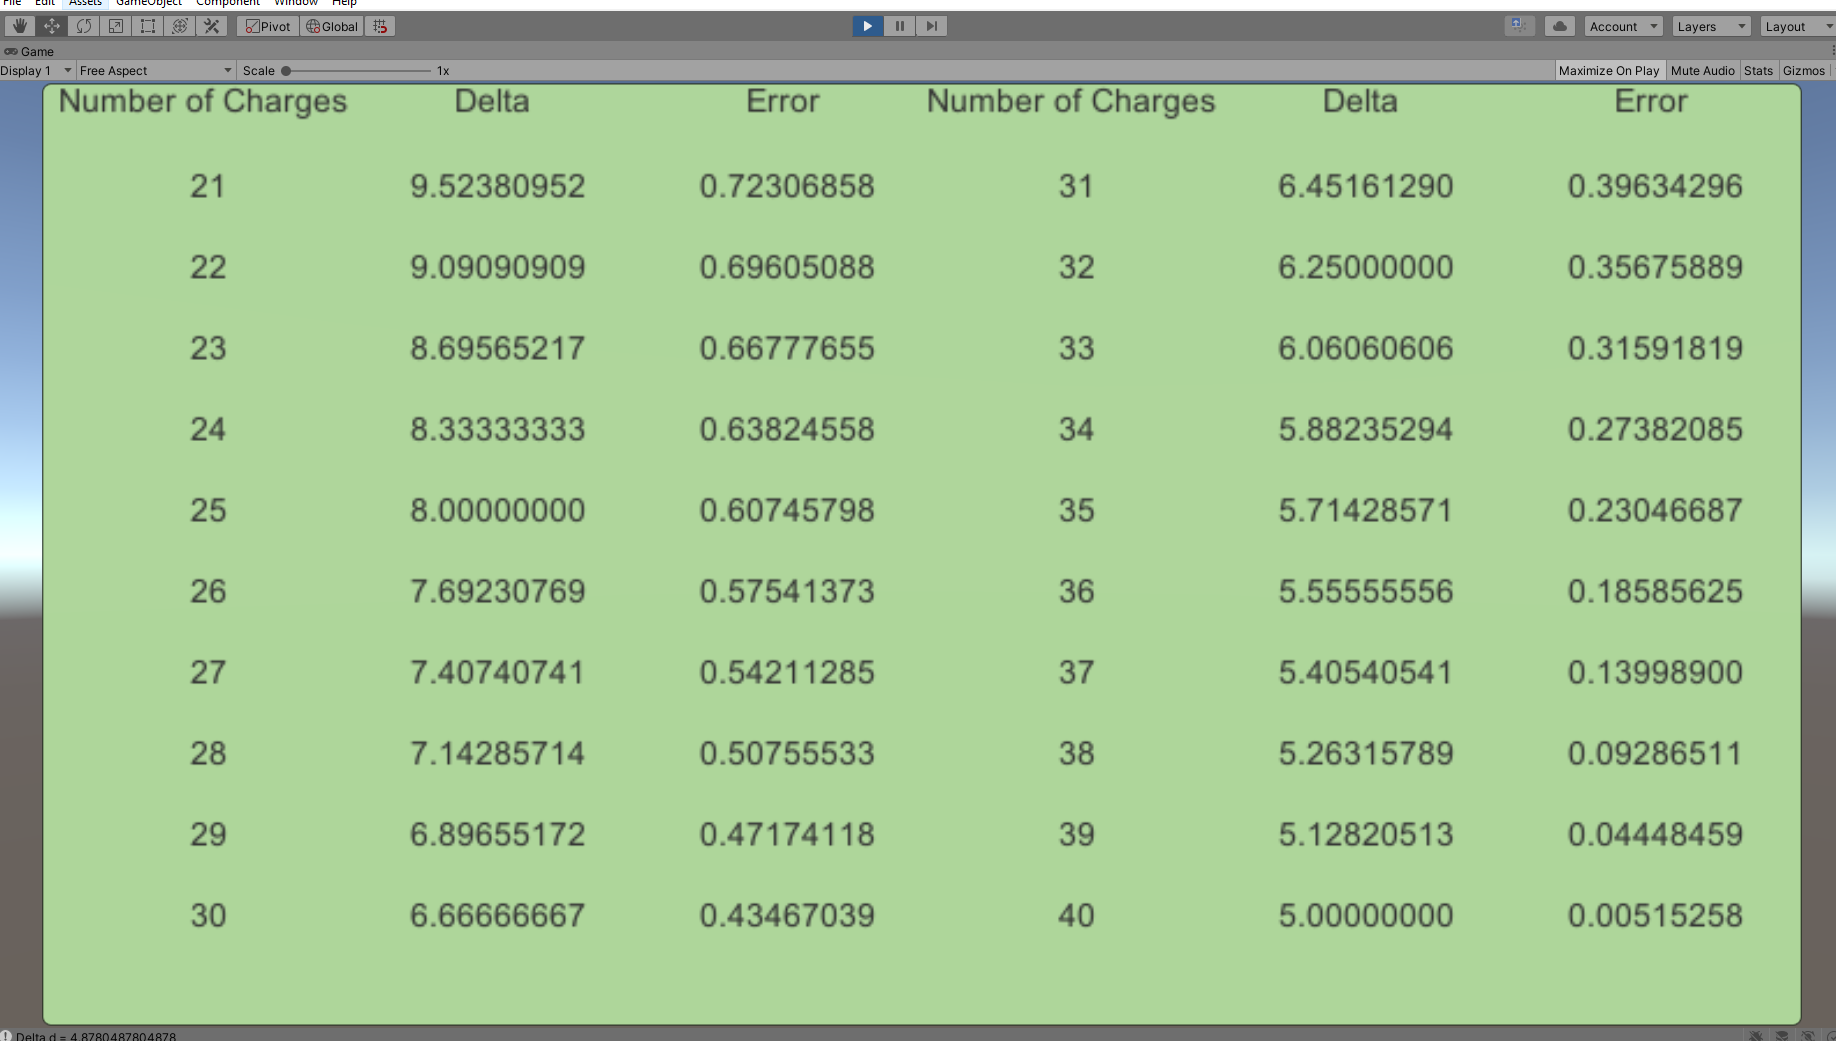 File Edit Assets GameObject Component Window Help
Pivot Global Account Layers Layout
Game
Display 1 Free Aspect Scale 1x Maximize On Play Mute Audio Stats Gizmos
Number of Charges Delta Error Number of Charges Delta Error
21 9.52380952 0.72306858 31 6.45161290 0.39634296
22 9.09090909 0.69605088 32 6.25000000 0.35675889
23 8.69565217 0.66777655 33 6.06060606 0.31591819
24 8.33333333 0.63824558 34 5.88235294 0.27382085
25 8.00000000 0.60745798 35 5.71428571 0.23046687
26 7.69230769 0.57541373 36 5.55555556 0.18585625
27 7.40740741 0.54211285 37 5.40540541 0.13998900
28 7.14285714 0.50755533 38 5.26315789 0.09286511
29 6.89655172 0.47174118 39 5.12820513 0.04448459
30 6.66666667 0.43467039 40 5.00000000 0.00515258
Delta d = 4.8780487804878